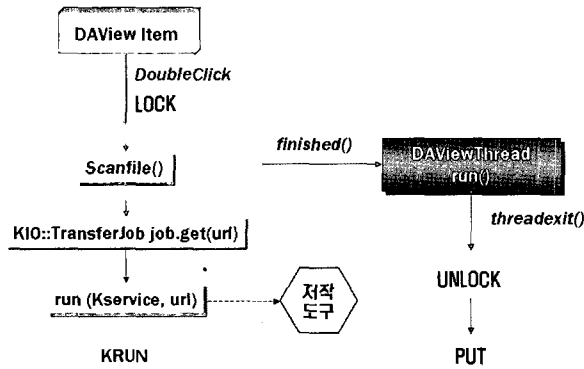 DAView Item
DoubleClick
LOCK
Scanfile()
KIO::TransferJob job.get(url)
run (Kservice, url)
저작
도구
KRUN
finished()
DAViewThread
run()
threadexit()
UNLOCK
PUT